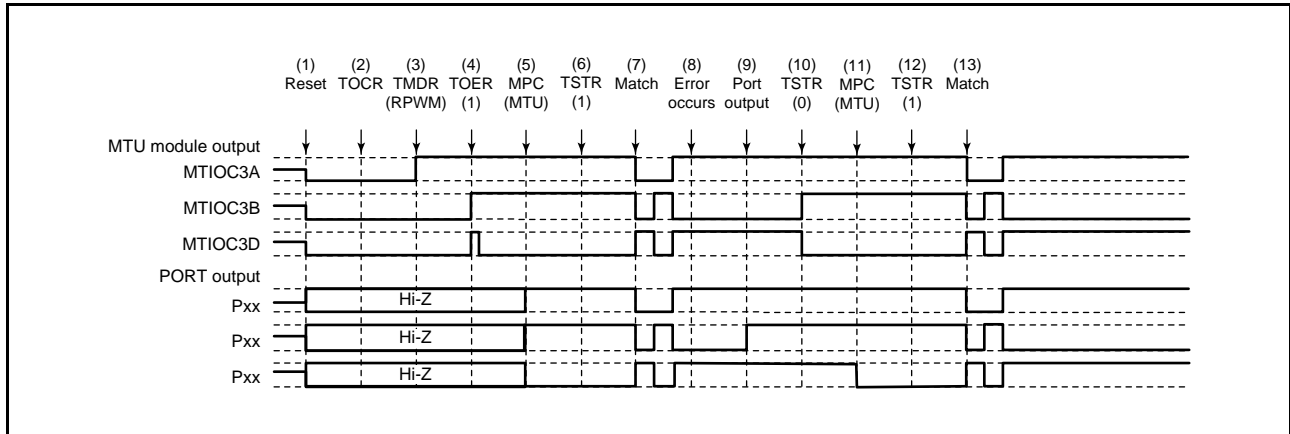 (1) (2) (3) (4) (5) (6) (7) (8) (9) (10) (11) (12) (13)
Reset TOCR TMDR TOER MPC TSTR Match Error Port TSTR MPC TSTR Match
(RPWM) (1) (MTU) (1) occurs output (0) (MTU) (1)
MTU module output
MTIOC3A
MTIOC3B
MTIOC3D
PORT output
Pxx Hi-Z
Pxx Hi-Z
Pxx Hi-Z